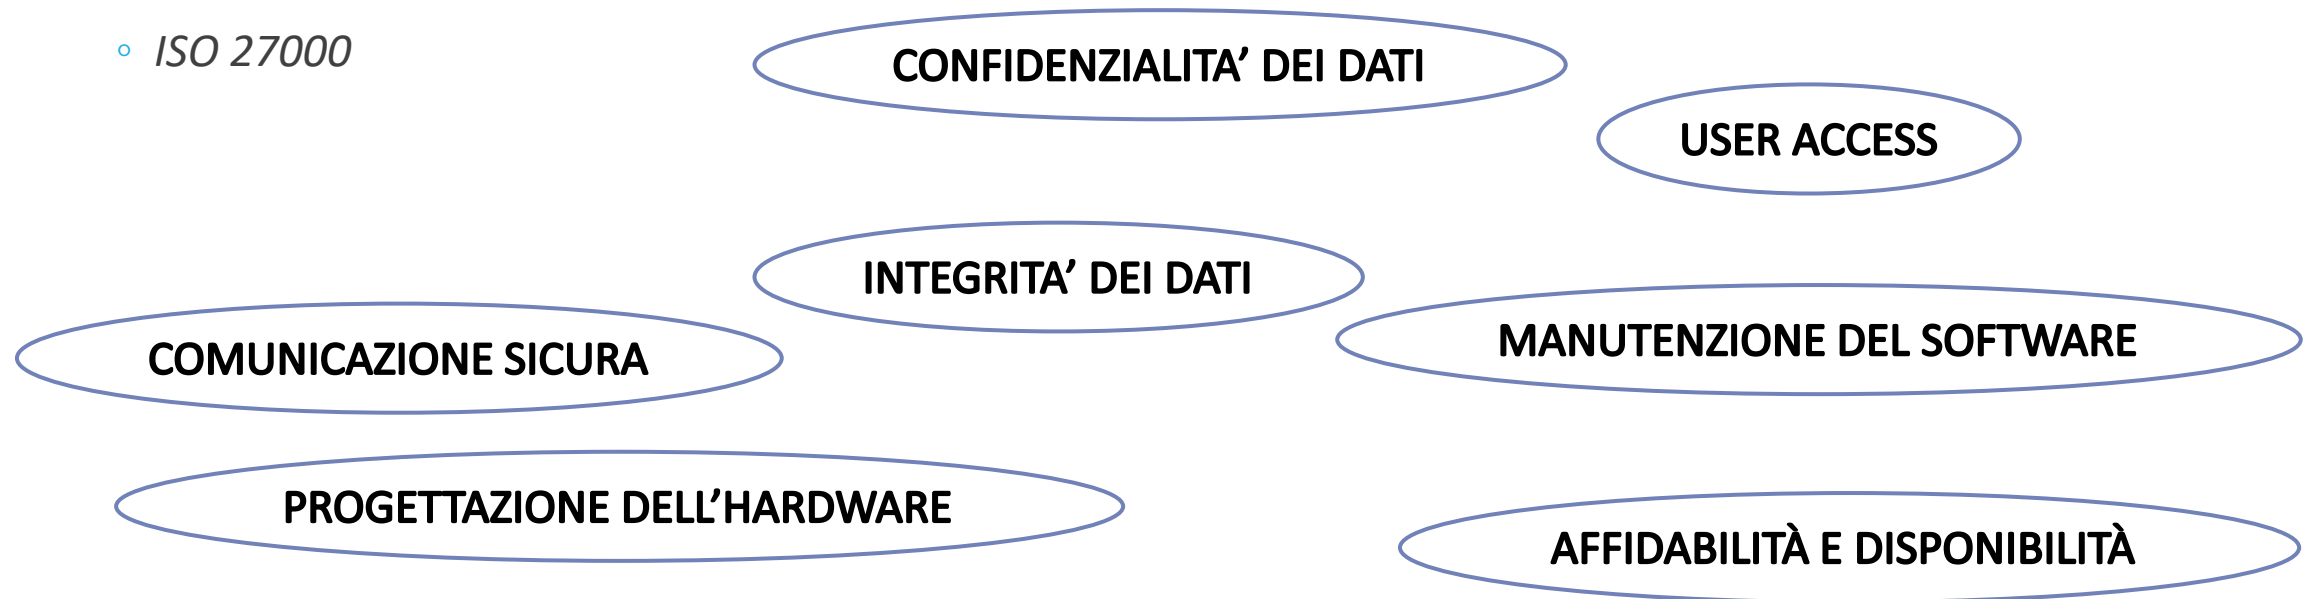 ISO 27000
CONFIDENZIALITA’ DEI DATI
USER ACCESS
INTEGRITA’ DEI DATI
MANUTENZIONE DEL SOFTWARE
COMUNICAZIONE SICURA
PROGETTAZIONE DELL’HARDWARE
AFFIDABILITÀ E DISPONIBILITÀ